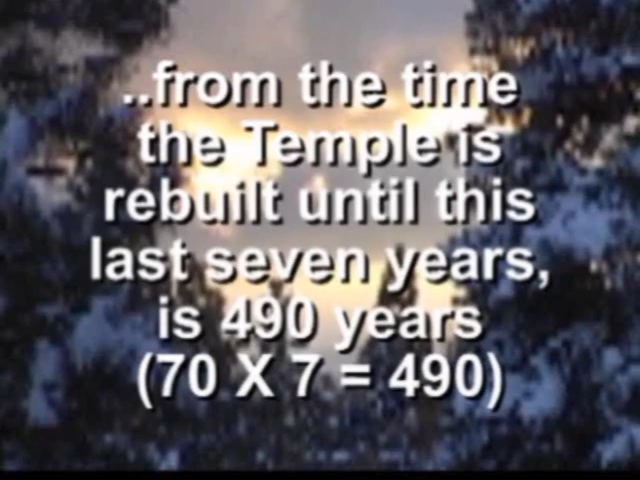 ..from the time
the Temple is
rebuilt until this
last seven years,
is 490 years
(70 X 7 = 490)